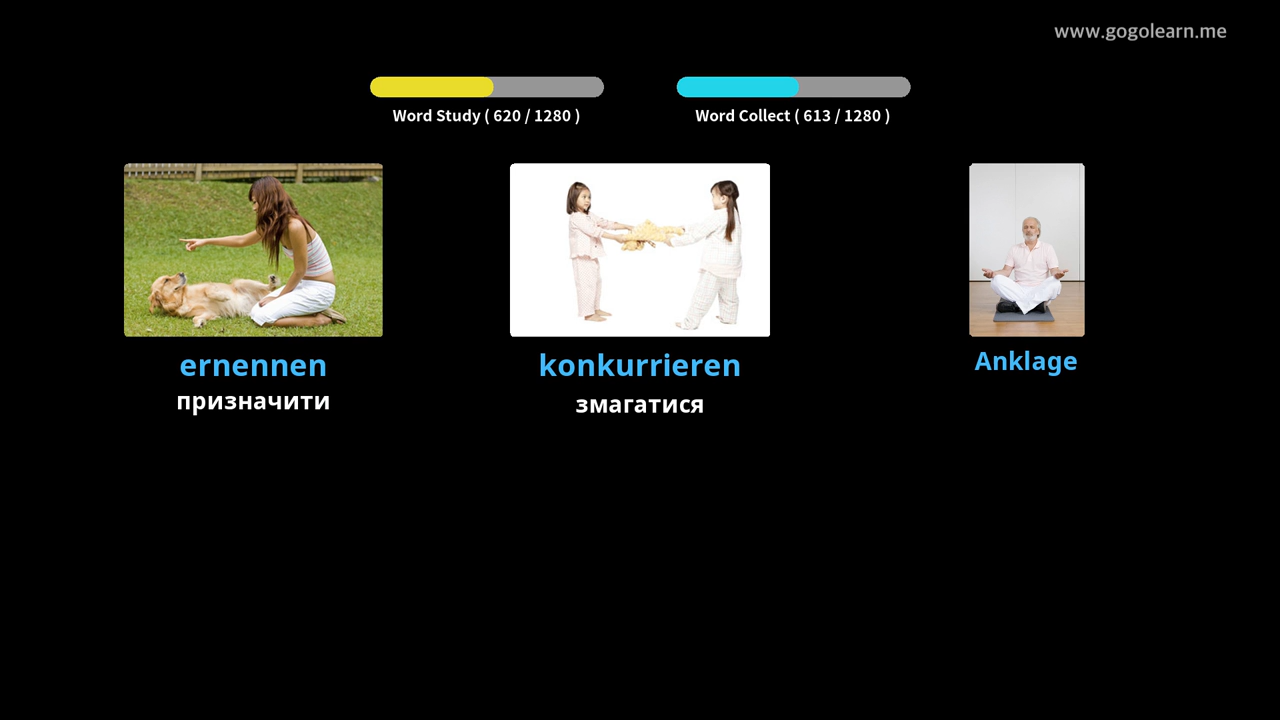 www.gogolearn.me
Word Study ( 620 / 1280 )
Word Collect ( 613 / 1280 )
ernennen
призначити
konkurrieren
змагатися
Anklage